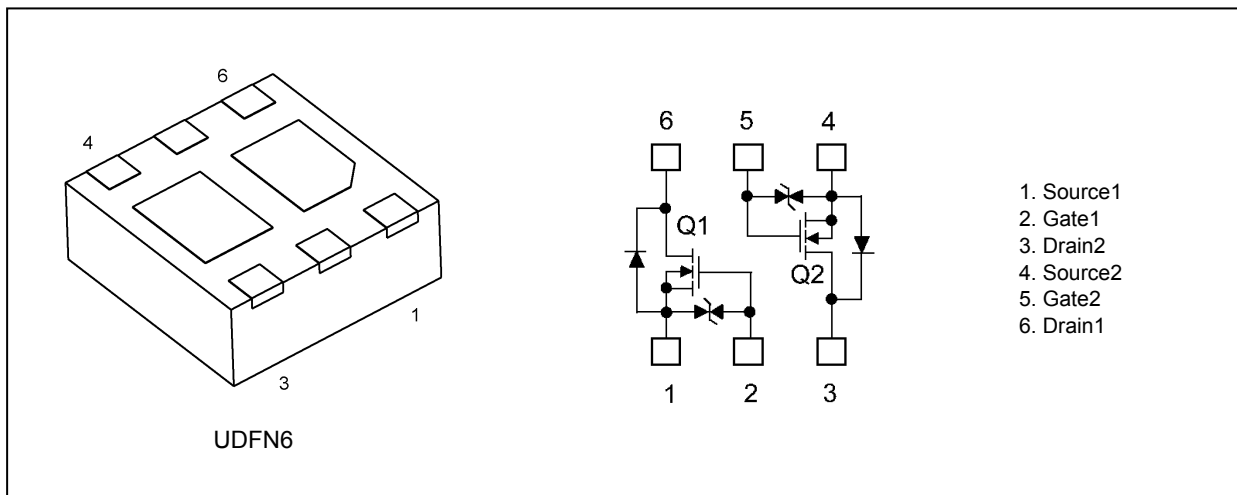 6
4
1
3
UDFN6
6 5 4
Q1
Q2
1 2 3
1. Source1
2. Gate1
3. Drain2
4. Source2
5. Gate2
6. Drain1